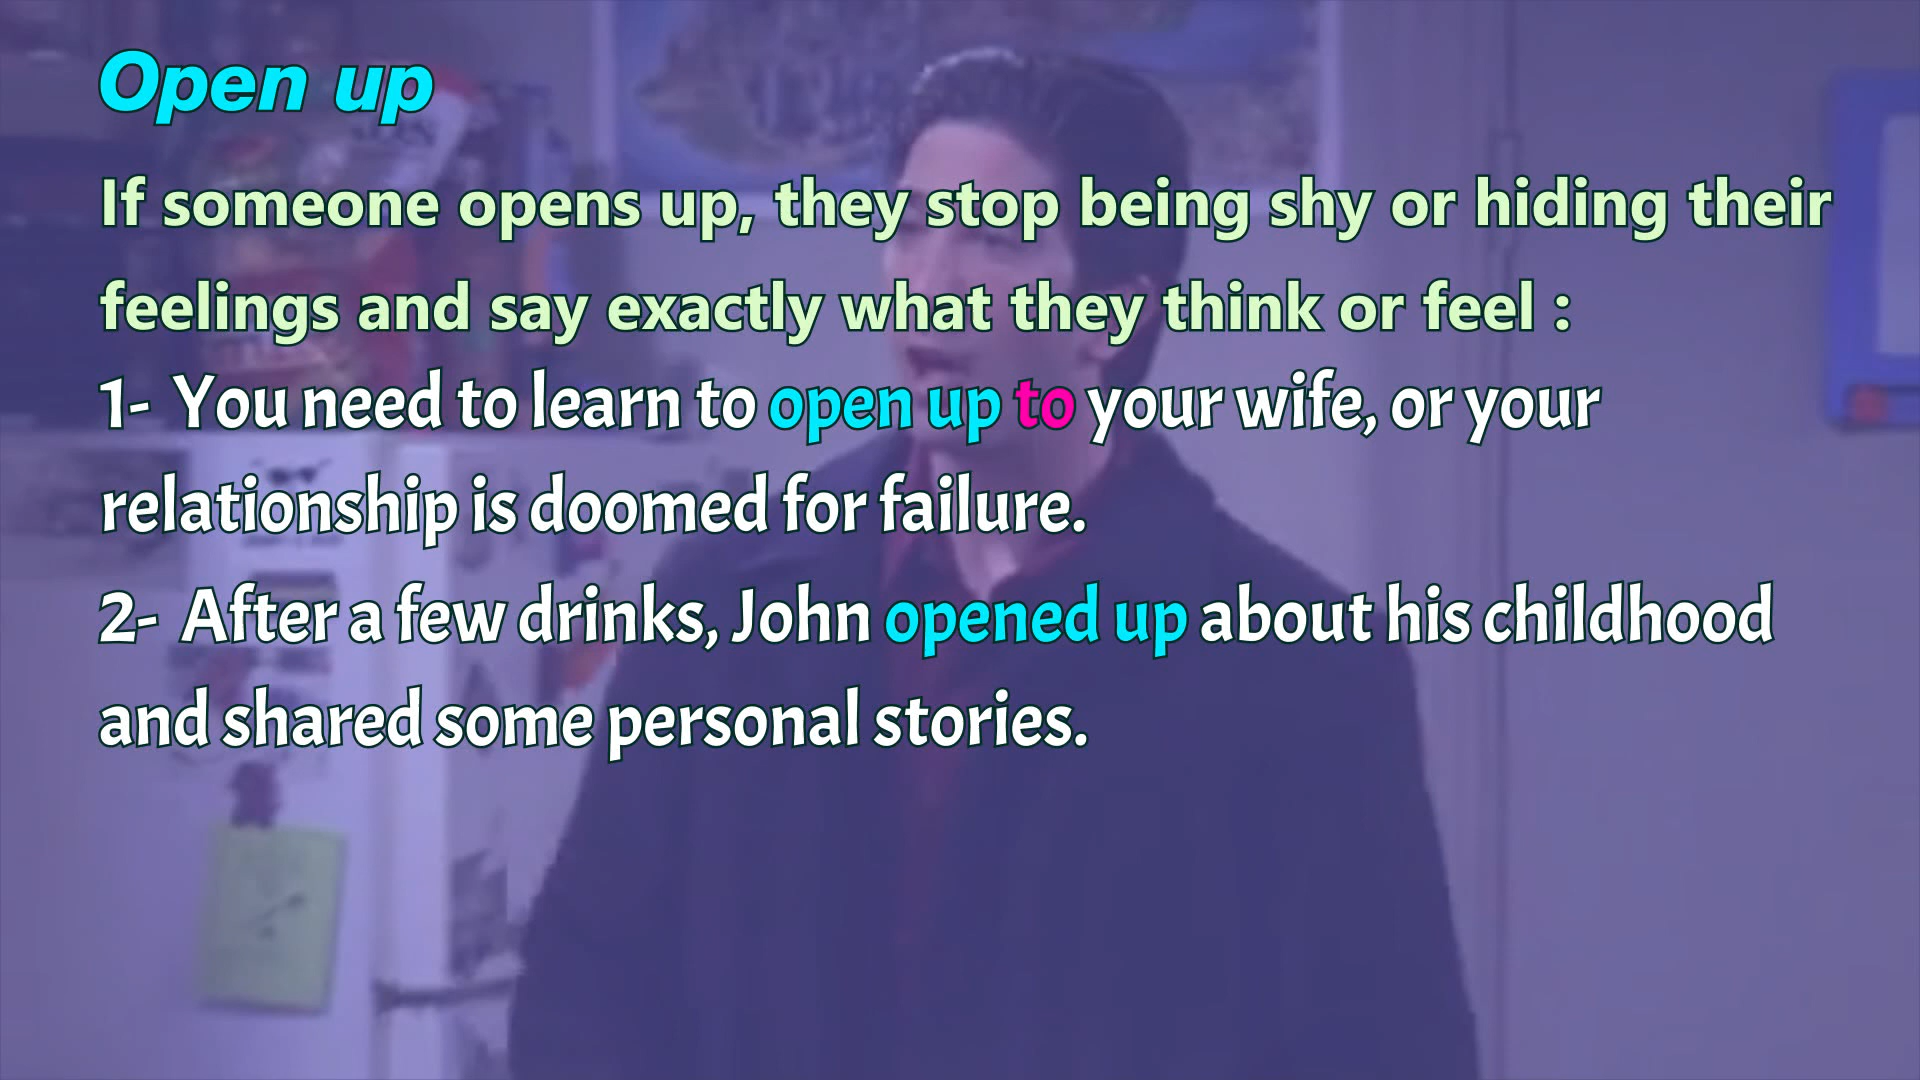 Open up
If someone opens up, they stop being shy or hiding their
feelings and say exactly what they think or feel :
1- You need to learn to open up to your wife, or your
relationship is doomed for failure.
2- After a few drinks, John opened up about his childhood
and shared some personal stories.